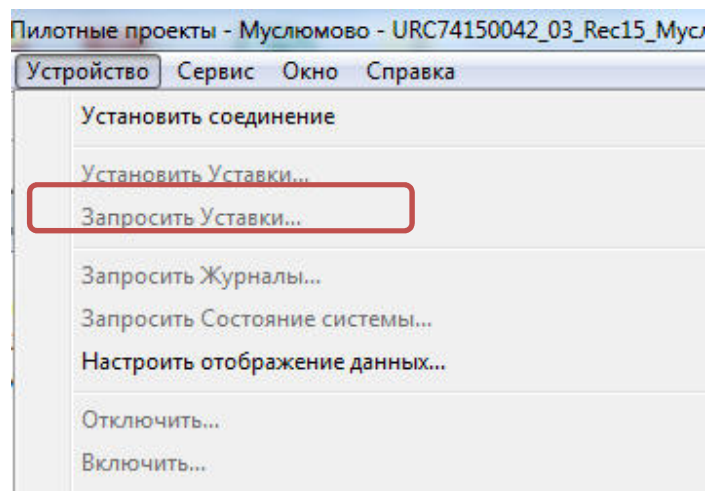 Пилотные проекты - Муслюмово - URC74150042_03_Rec15_Мусл
Устройство Сервис Окно Справка
Установить соединение
Установить Уставки...
Запросить Уставки...
Запросить Журналы...
Запросить Состояние системы...
Настроить отображение данных...
Отключить...
Включить...